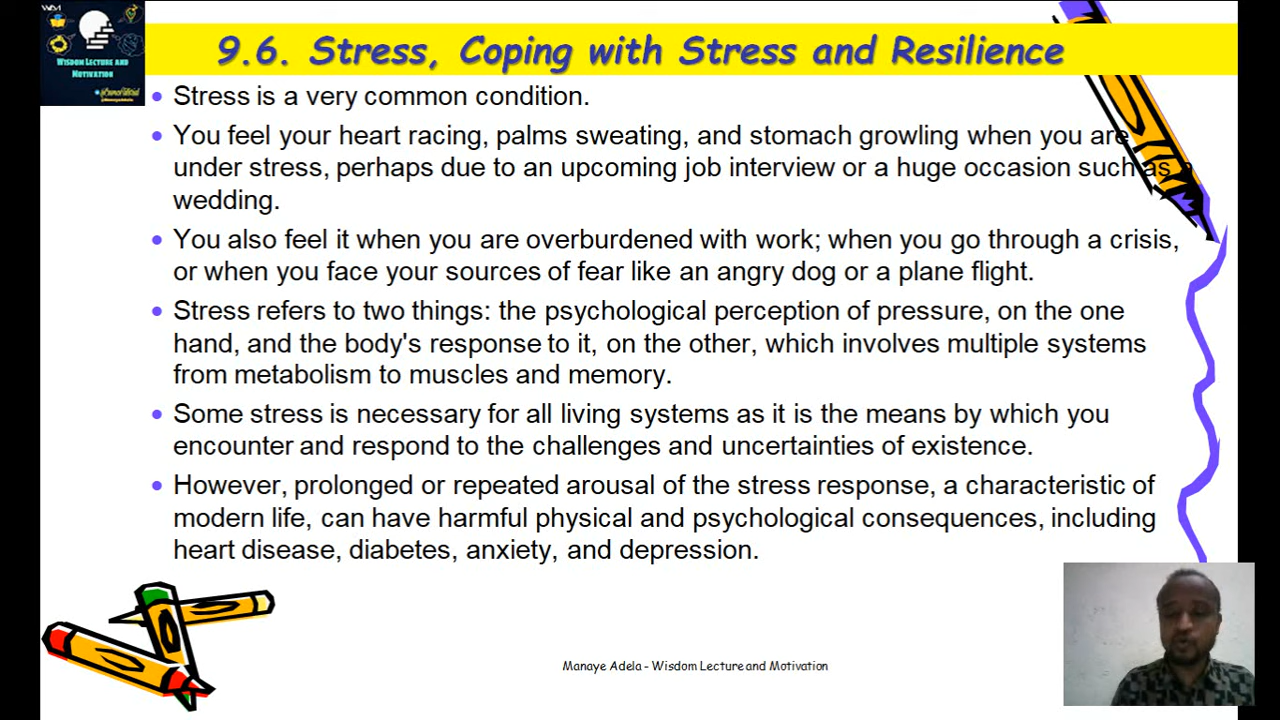 WLM
WISDOM LECTURE AND
MOTIVATION
9.6. Stress, Coping with Stress and Resilience
• Stress is a very common condition.
• You feel your heart racing, palms sweating, and stomach growling when you are
under stress, perhaps due to an upcoming job interview or a huge occasion such as a
wedding.
• You also feel it when you are overburdened with work; when you go through a crisis,
or when you face your sources of fear like an angry dog or a plane flight.
• Stress refers to two things: the psychological perception of pressure, on the one
hand, and the body's response to it, on the other, which involves multiple systems
from metabolism to muscles and memory.
• Some stress is necessary for all living systems as it is the means by which you
encounter and respond to the challenges and uncertainties of existence.
• However, prolonged or repeated arousal of the stress response, a characteristic of
modern life, can have harmful physical and psychological consequences, including
heart disease, diabetes, anxiety, and depression.
Manaye Adela - Wisdom Lecture and Motivation